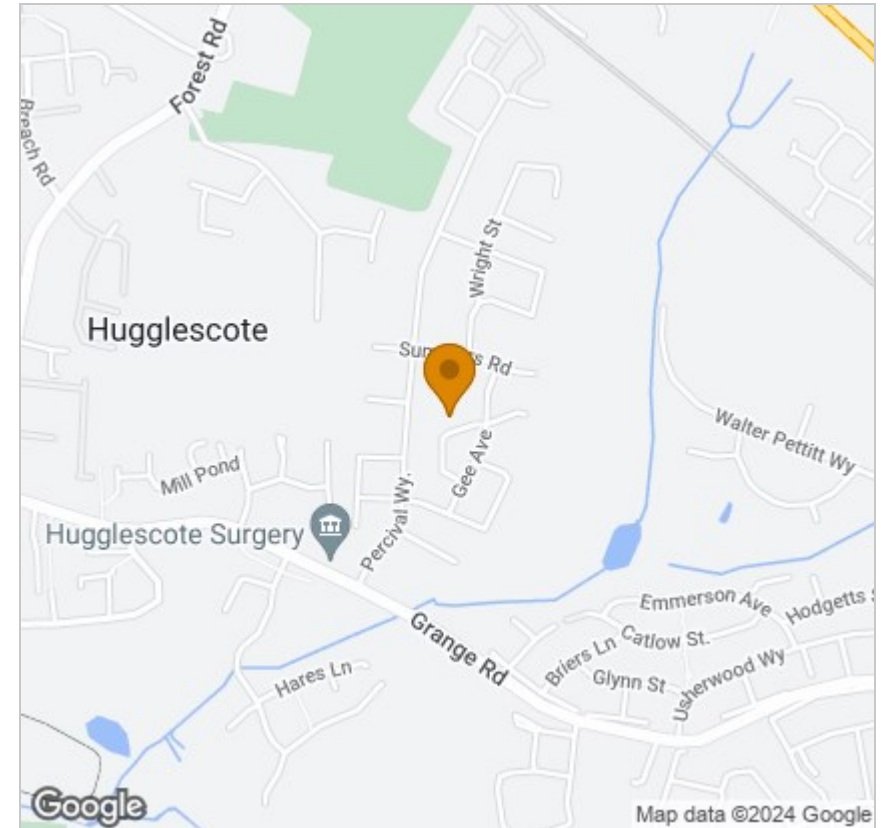 Forest Rd
Breach Rd
Wright St
Hugglescote
Rd
Walter Pettitt Wy
Mill Pond
Gee Ave
Percival Wy.
Hugglescote Surgery
Emmerson Ave
Hodgetts
Catlow St.
Briers Ln
Glynn St
Usherwood Wy
Grange Rd
Hares Ln
Google
Map data ©2024 Google